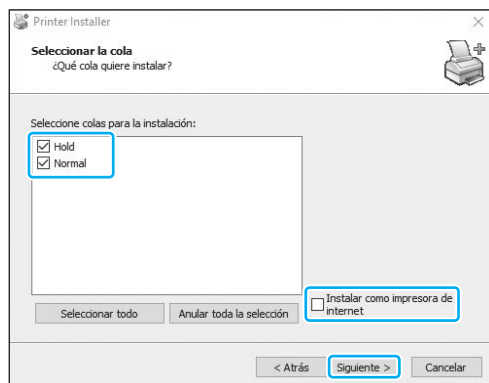 Printer Installer
Seleccionar la cola
¿Qué cola quiere instalar?
Seleccione colas para la instalación:
Hold
Normal
Instalar como impresora de
internet
Seleccionar todo
Anular toda la selección
< Atrás
Siguiente >
Cancelar